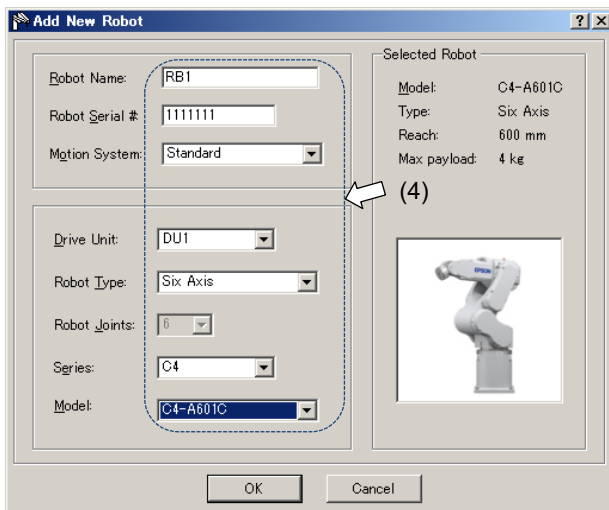 Add New Robot
Robot Name: RB1
Robot Serial # 1111111
Motion System: Standard
Drive Unit: DU1
Robot Type: Six Axis
Robot Joints: 6
Series: C4
Model: C4-A601C
Selected Robot
Model: C4-A601C
Type: Six Axis
Reach: 600 mm
Max payload: 4 kg
(4)
EPSON
OK Cancel